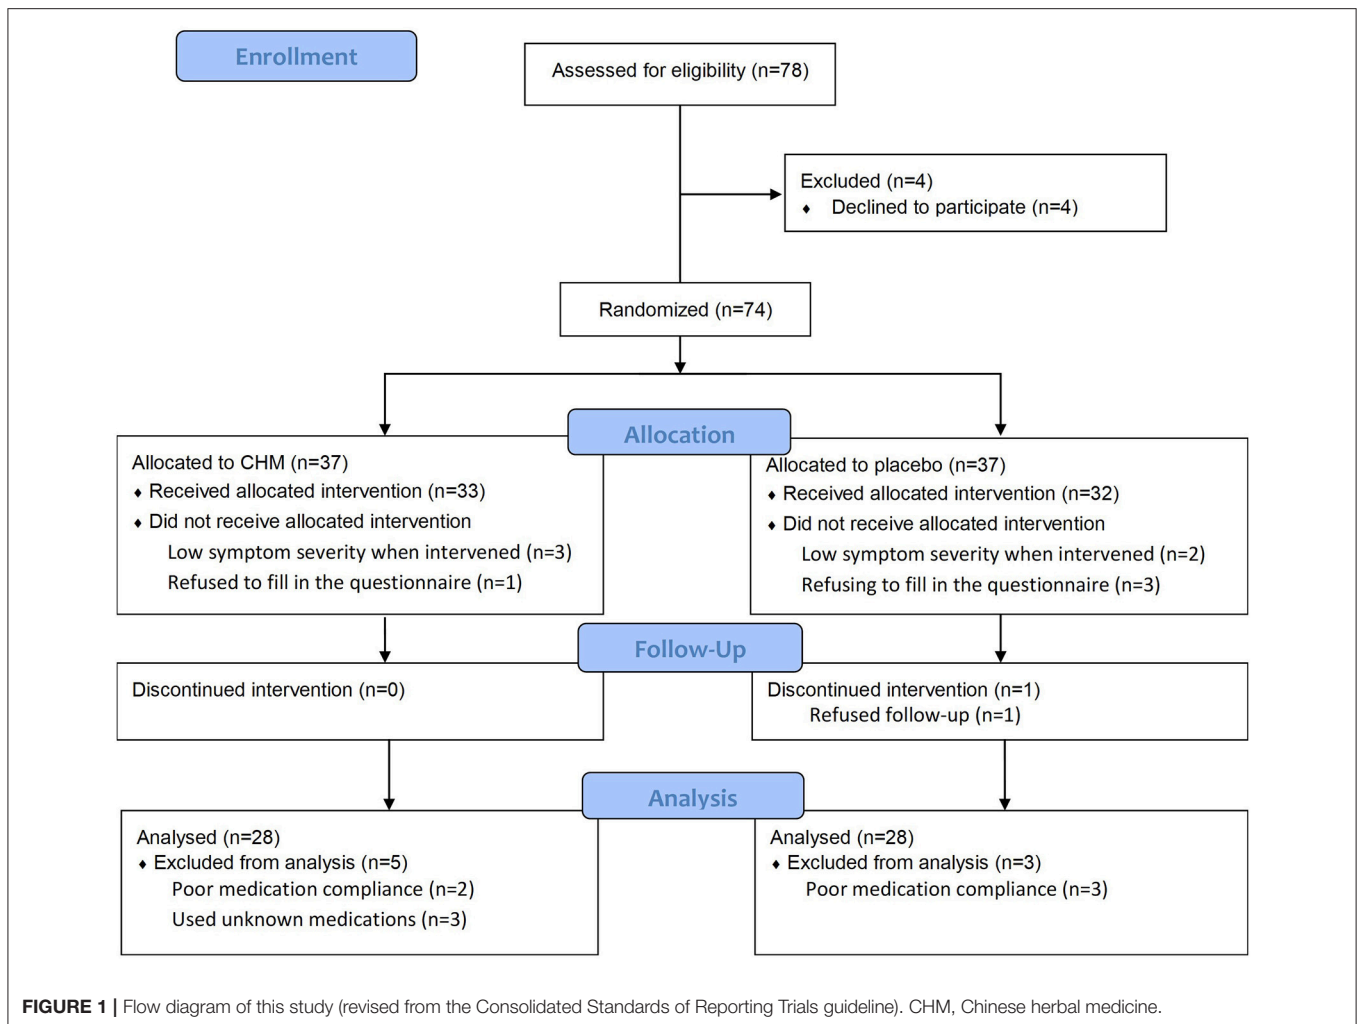 Enrollment
Assessed for eligibility (n=78)
Excluded (n=4)
♦ Declined to participate (n=4)
Randomized (n=74)
Allocation
Allocated to CHM (n=37)
♦ Received allocated intervention (n=33)
♦ Did not receive allocated intervention
Low symptom severity when intervened (n=3)
Refused to fill in the questionnaire (n=1)
Allocated to placebo (n=37)
♦ Received allocated intervention (n=32)
♦ Did not receive allocated intervention
Low symptom severity when intervened (n=2)
Refusing to fill in the questionnaire (n=3)
Follow-Up
Discontinued intervention (n=0)
Discontinued intervention (n=1)
Refused follow-up (n=1)
Analysis
Analysed (n=28)
♦ Excluded from analysis (n=5)
Poor medication compliance (n=2)
Used unknown medications (n=3)
Analysed (n=28)
♦ Excluded from analysis (n=3)
Poor medication compliance (n=3)
FIGURE 1 | Flow diagram of this study (revised from the Consolidated Standards of Reporting Trials guideline). CHM, Chinese herbal medicine.